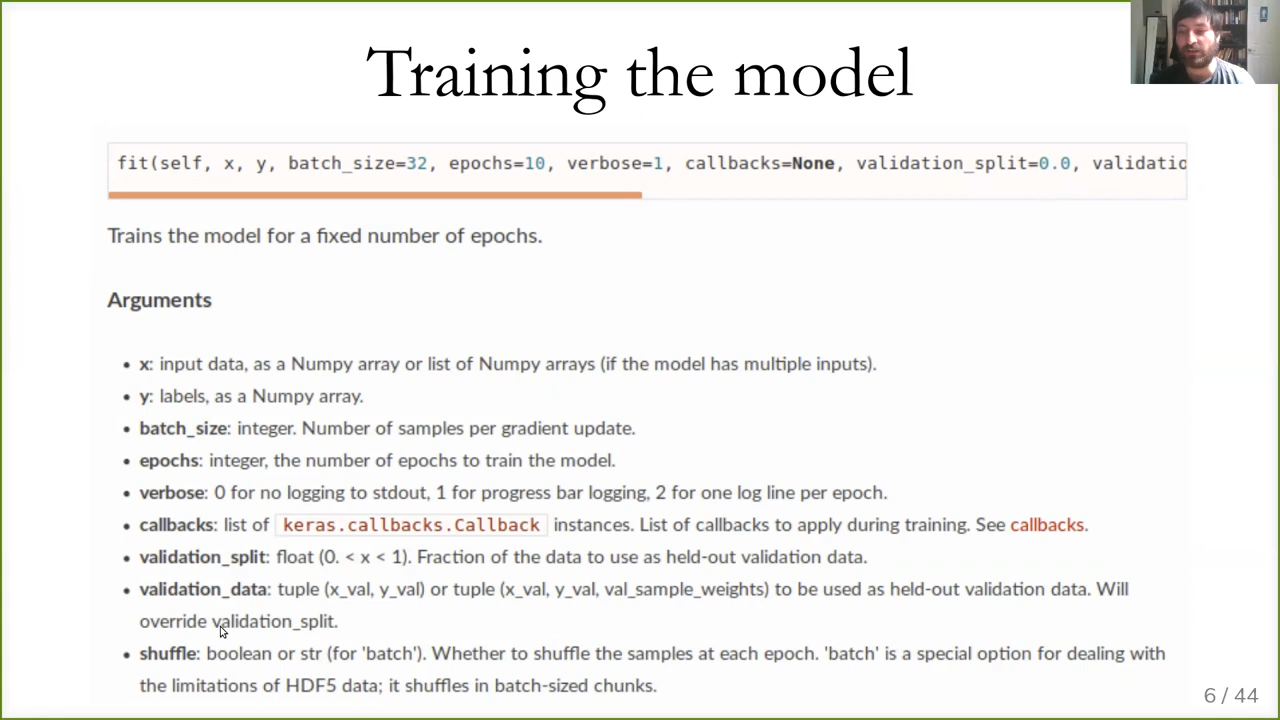 Training the model
fit(self, x, y, batch_size=32, epochs=10, verbose=1, callbacks=None, validation_split=0.0, validatio
Trains the model for a fixed number of epochs.
Arguments
• x: input data, as a Numpy array or list of Numpy arrays (if the model has multiple inputs).
• y: labels, as a Numpy array.
• batch_size: integer. Number of samples per gradient update.
• epochs: integer, the number of epochs to train the model.
• verbose: 0 for no logging to stdout, 1 for progress bar logging, 2 for one log line per epoch.
• callbacks: list of keras.callbacks.Callback instances. List of callbacks to apply during training. See callbacks.
• validation_split: float (0. < x < 1). Fraction of the data to use as held-out validation data.
• validation_data: tuple (x_val, y_val) or tuple (x_val, y_val, val_sample_weights) to be used as held-out validation data. Will
override validation_split.
• shuffle: boolean or str (for 'batch'). Whether to shuffle the samples at each epoch. 'batch' is a special option for dealing with
the limitations of HDF5 data; it shuffles in batch-sized chunks.
6 / 44